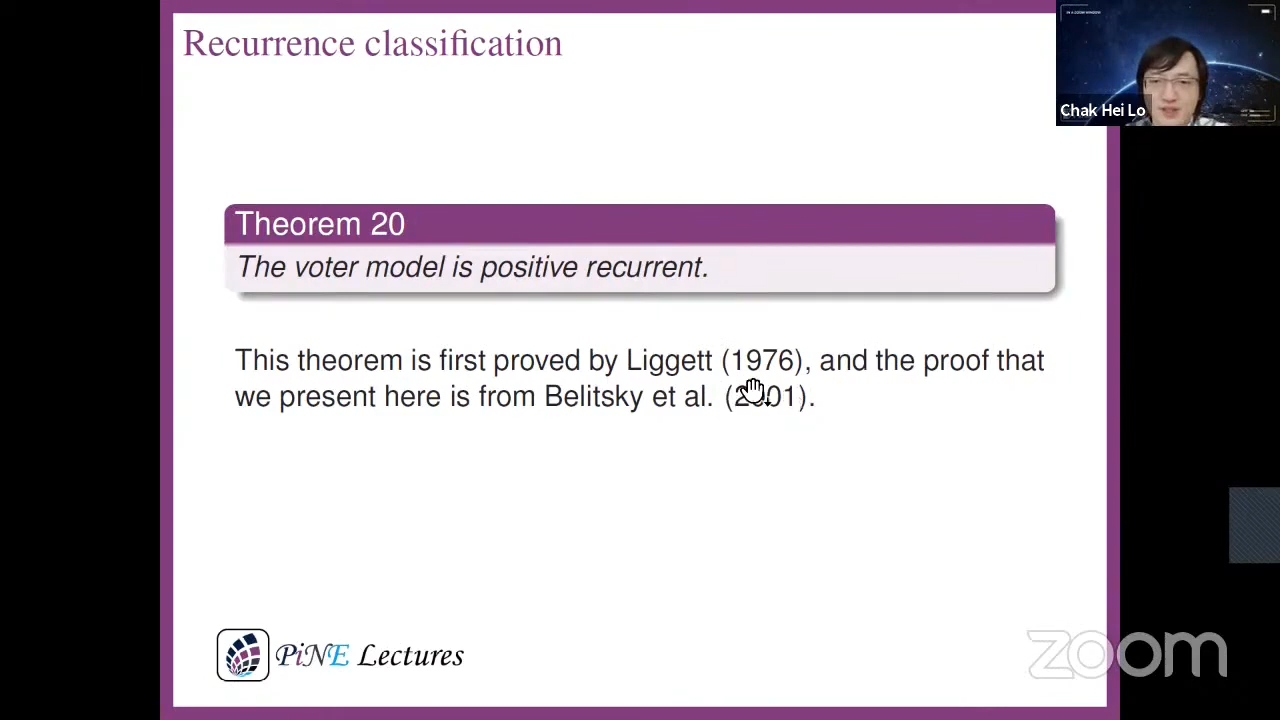 Recurrence classification
Chak Hei Lo
Theorem 20
The voter model is positive recurrent.
This theorem is first proved by Liggett (1976), and the proof that
we present here is from Belitsky et al. (2001).
PiNE Lectures
zoom